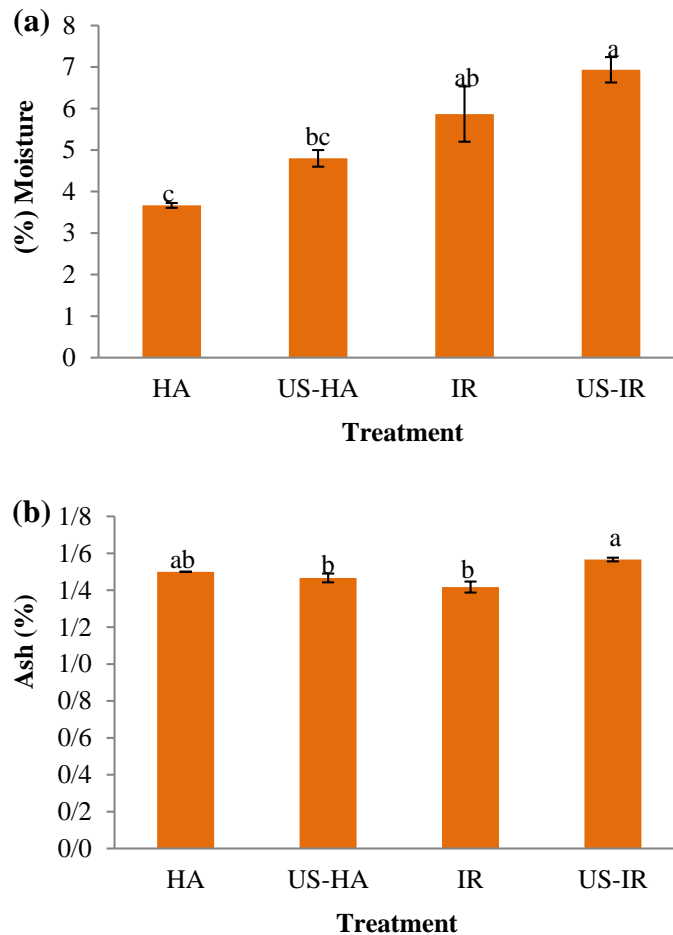 (a)
8
7
6
5
4
3
2
1
0
(%) Moisture
c
bc
ab
a
HA US-HA IR US-IR
Treatment
(b)
1/8
1/6
1/4
1/2
1/0
0/8
0/6
0/4
0/2
0/0
Ash (%)
ab
b
b
a
HA US-HA IR US-IR
Treatment